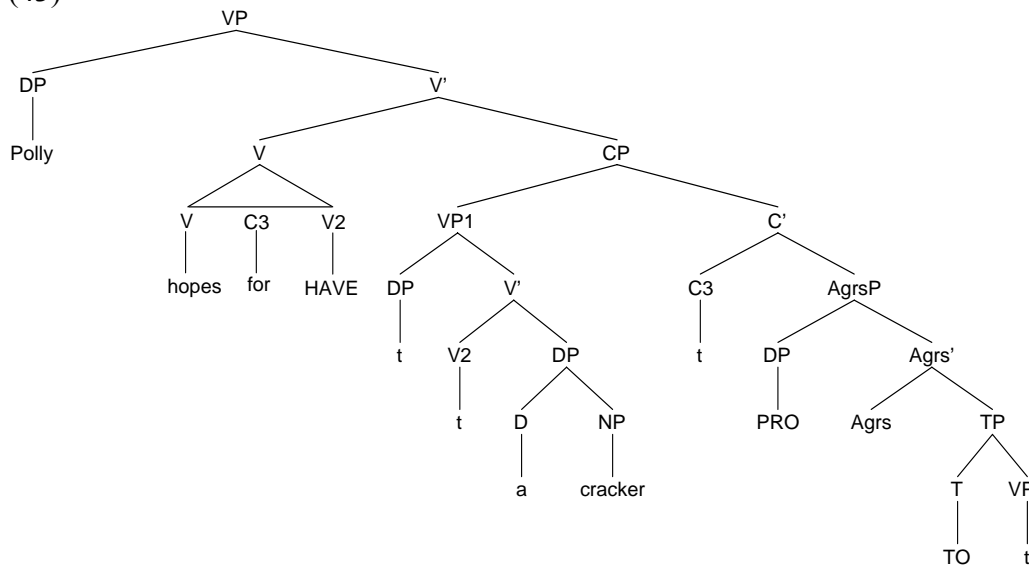 VP
DP V’
Polly V CP
V C3 V2 VP1 C’
hopes for HAVE DP V’ C3 AgrsP
t V2 DP t DP Agrs’
t D NP PRO Agrs TP
a cracker T VP
TO t